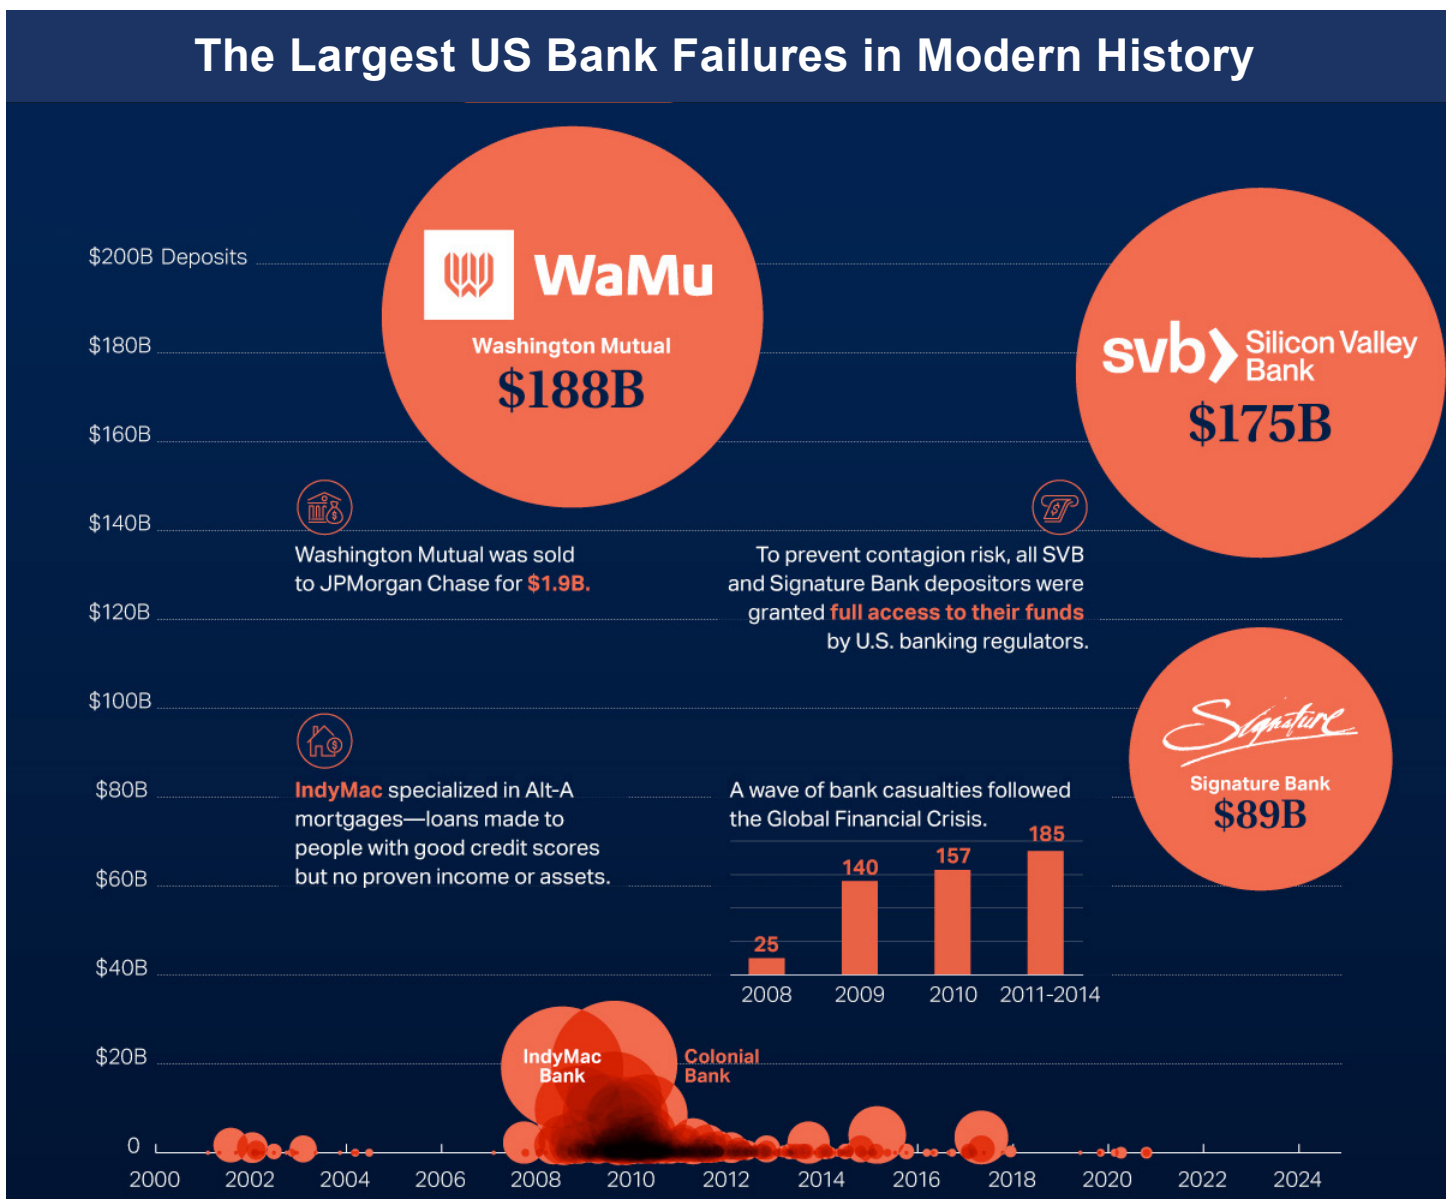 The Largest US Bank Failures in Modern History
$200B Deposits
$180B
$160B
$140B
$120B
$100B
$80B
$60B
$40B
$20B
0
WaMu
Washington Mutual
$188B
svb
Silicon Valley
Bank
$175B
Washington Mutual was sold
to JPMorgan Chase for $1.9B.
To prevent contagion risk, all SVB
and Signature Bank depositors were
granted full access to their funds
by U.S. banking regulators.
Signature
Signature Bank
$89B
IndyMac specialized in Alt-A
mortgages—loans made to
people with good credit scores
but no proven income or assets.
A wave of bank casualties followed
the Global Financial Crisis.
25
140
157
185
2008
2009
2010
2011-2014
IndyMac
Bank
Colonial
Bank
2000
2002
2004
2006
2008
2010
2012
2014
2016
2018
2020
2022
2024